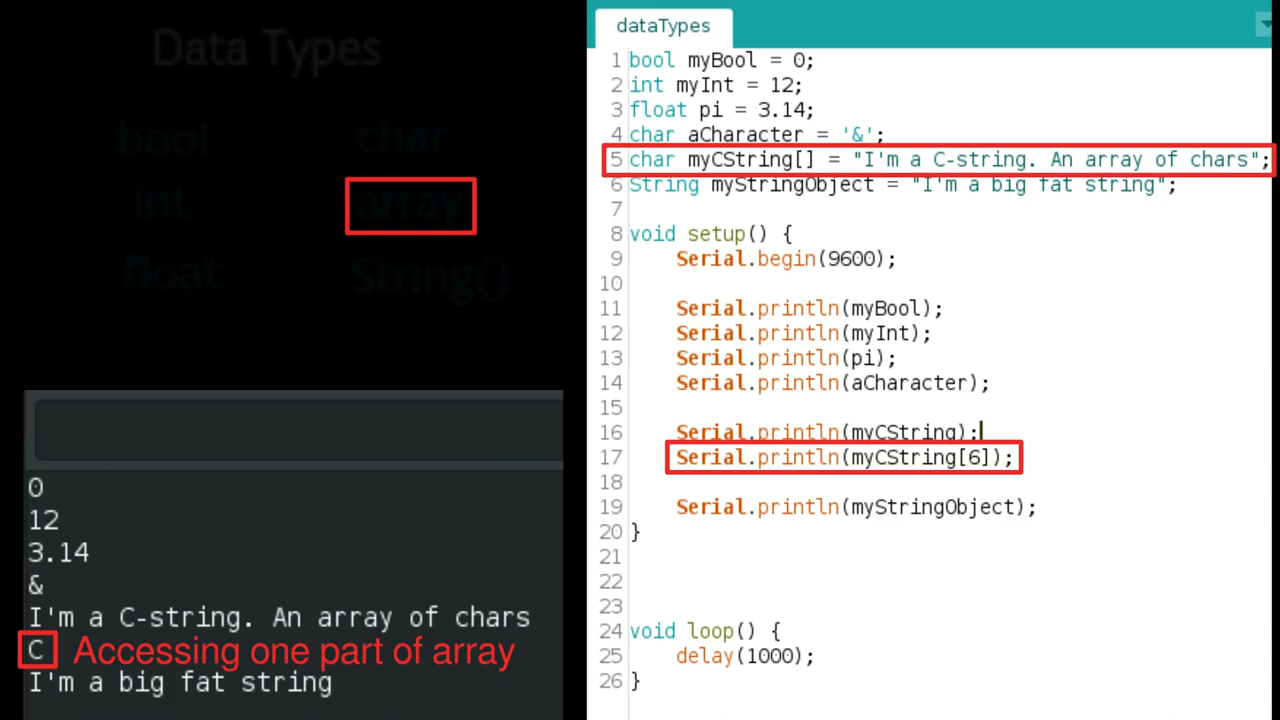 Data Types
bool char
int array
float String()
0
12
3.14
&
I'm a C-string. An array of chars
C Accessing one part of array
I'm a big fat string
dataTypes
1 bool myBool = 0;
2 int myInt = 12;
3 float pi = 3.14;
4 char aCharacter = '&';
5 char myCString[] = "I'm a C-string. An array of chars";
6 String myStringObject = "I'm a big fat string";
7
8 void setup() {
9 Serial.begin(9600);
10
11 Serial.println(myBool);
12 Serial.println(myInt);
13 Serial.println(pi);
14 Serial.println(aCharacter);
15
16 Serial.println(myCString);
17 Serial.println(myCString[6]);
18
19 Serial.println(myStringObject);
20 }
21
22
23
24 void loop() {
25 delay(1000);
26 }